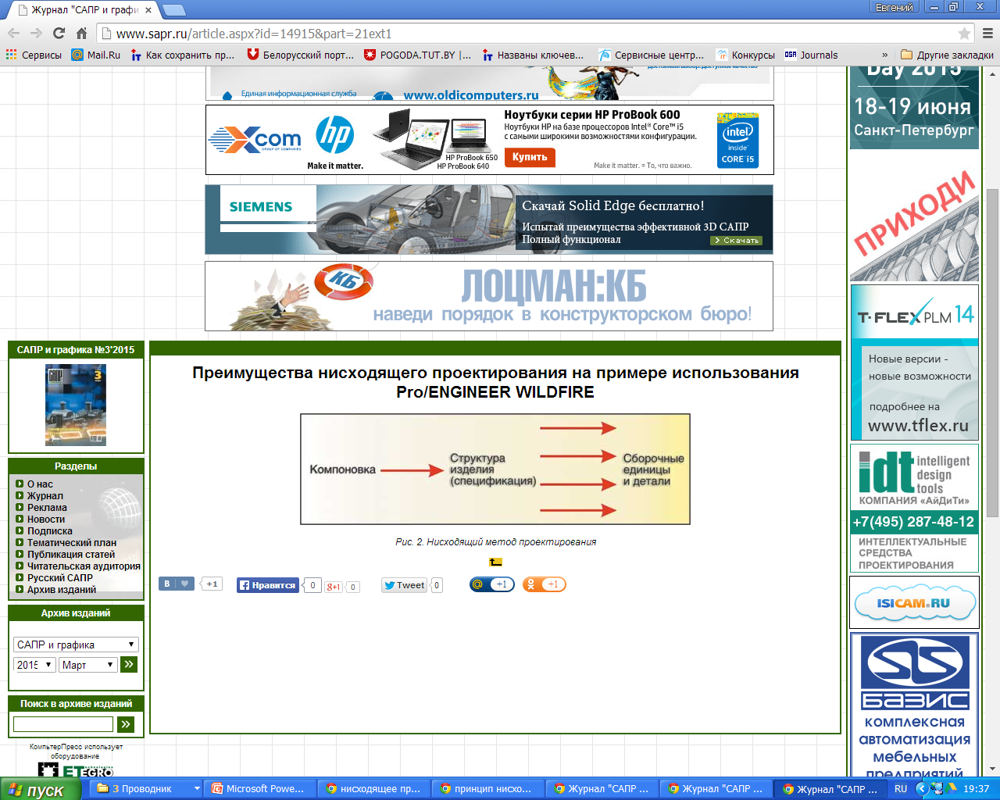 Журнал "САПР и графи
Евгений
www.sapr.ru/article.aspx?id=14915&part=21ext1
Сервисы
Mail.Ru
Как сохранить пр...
Белорусский порт...
POGODA.TUT.BY |...
Названы ключев...
Сервисные центр...
Конкурсы
Journals
»
Другие закладки
Единая информационная служба
www.oldicomputers.ru
Xcom
GROUP OF COMPANIES
hp
Make it matter.
HP ProBook 650
HP ProBook 640
Ноутбуки серии HP ProBook 600
Ноутбуки HP на базе процессоров Intel® Core™ i5
с самыми широкими возможностями конфигурации.
Купить
Make it matter. = То, что важно.
intel
inside
CORE i5
SIEMENS
Скачай Solid Edge бесплатно!
Испытай преимущества эффективной 3D САПР
Полный функционал
Скачать
КБ
ЛОЦМАН:КБ
наведи порядок в конструкторском бюро!
Day 2015
18-19 июня
Санкт-Петербург
ПРИХОДИ
T-FLEX PLM 14
Новые версии -
новые возможности
подробнее на
www.tflex.ru
idt intelligent
design
tools
КОМПАНИЯ «АйДиТи»
+7(495) 287-48-12
ИНТЕЛЛЕКТУАЛЬНЫЕ
СРЕДСТВА
ПРОЕКТИРОВАНИЯ
ISICAM.RU
БАЗИС
комплексная
автоматизация
мебельных
предприятий
САПР и графика №3'2015
Разделы
О нас
Журнал
Реклама
Новости
Подписка
Тематический план
Публикация статей
Читательская аудитория
Русский САПР
Архив изданий
Архив изданий
САПР и графика
2015
Март
Поиск в архиве изданий
КомпьтерПресс использует
оборудование
ETEGRO
Преимущества нисходящего проектирования на примере использования
Pro/ENGINEER WILDFIRE
Компоновка
Структура
изделия
(спецификация)
Сборочные
единицы
и детали
Рис. 2. Нисходящий метод проектирования
B
+1
Нравится
0
g+1
0
Tweet
0
@ +1
+1
пуск
3 Проводник
Microsoft Powe...
нисходящее пр...
принцип нисхо...
Журнал "САПР ...
Журнал "САПР ...
Журнал "САПР ...
RU
19:37